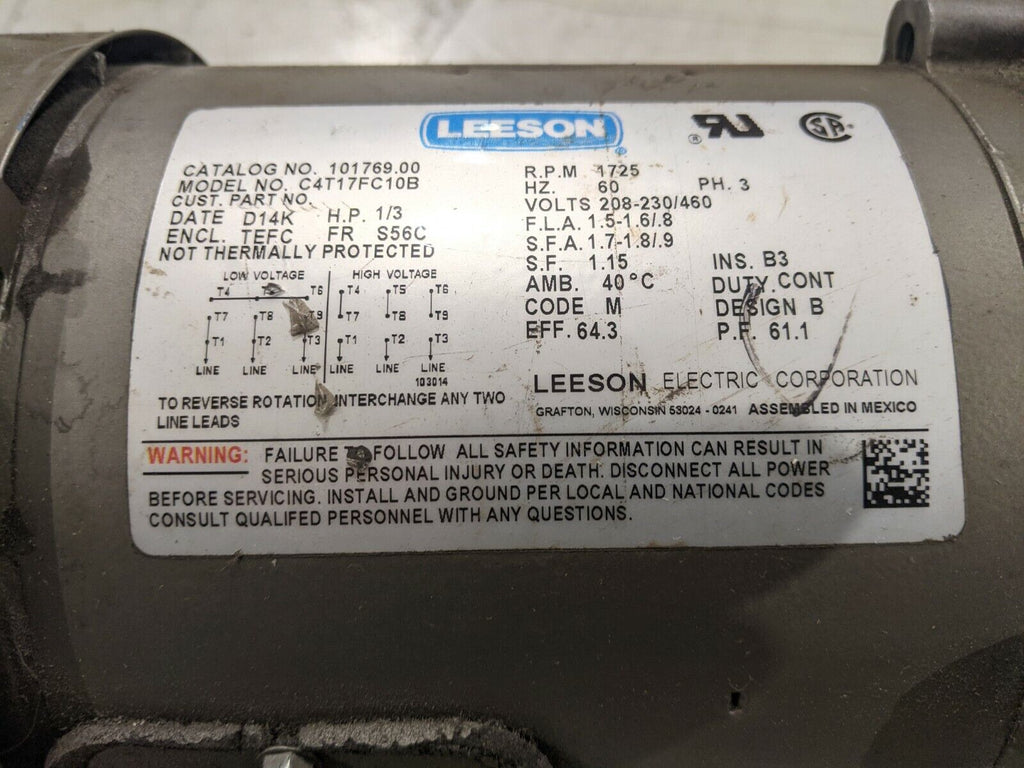 LEESON
®
® RU
CSA
CATALOG NO. 101769.00
MODEL NO. C4T17FC10B
CUST. PART NO.
DATE D14K H.P. 1/3
ENCL. TEFC FR S56C
NOT THERMALLY PROTECTED
R.P.M 1725
HZ. 60 PH. 3
VOLTS 208-230/460
F.L.A. 1.5-1.6/.8
S.F.A. 1.7-1.8/.9
S.F. 1.15 INS. B3
AMB. 40°C DUTY. CONT
CODE M DESIGN B
EFF. 64.3 P.F. 61.1
LOW VOLTAGE HIGH VOLTAGE
T4 T6 T4 T5 T6
T7 T8 T9 T7 T8 T9
T1 T2 T3 T1 T2 T3
LINE LINE LINE LINE LINE LINE
103014
TO REVERSE ROTATION INTERCHANGE ANY TWO
LINE LEADS
LEESON ELECTRIC CORPORATION
GRAFTON, WISCONSIN 53024 - 0241 ASSEMBLED IN MEXICO
WARNING: FAILURE TO FOLLOW ALL SAFETY INFORMATION CAN RESULT IN
SERIOUS PERSONAL INJURY OR DEATH. DISCONNECT ALL POWER
BEFORE SERVICING. INSTALL AND GROUND PER LOCAL AND NATIONAL CODES
CONSULT QUALIFED PERSONNEL WITH ANY QUESTIONS.